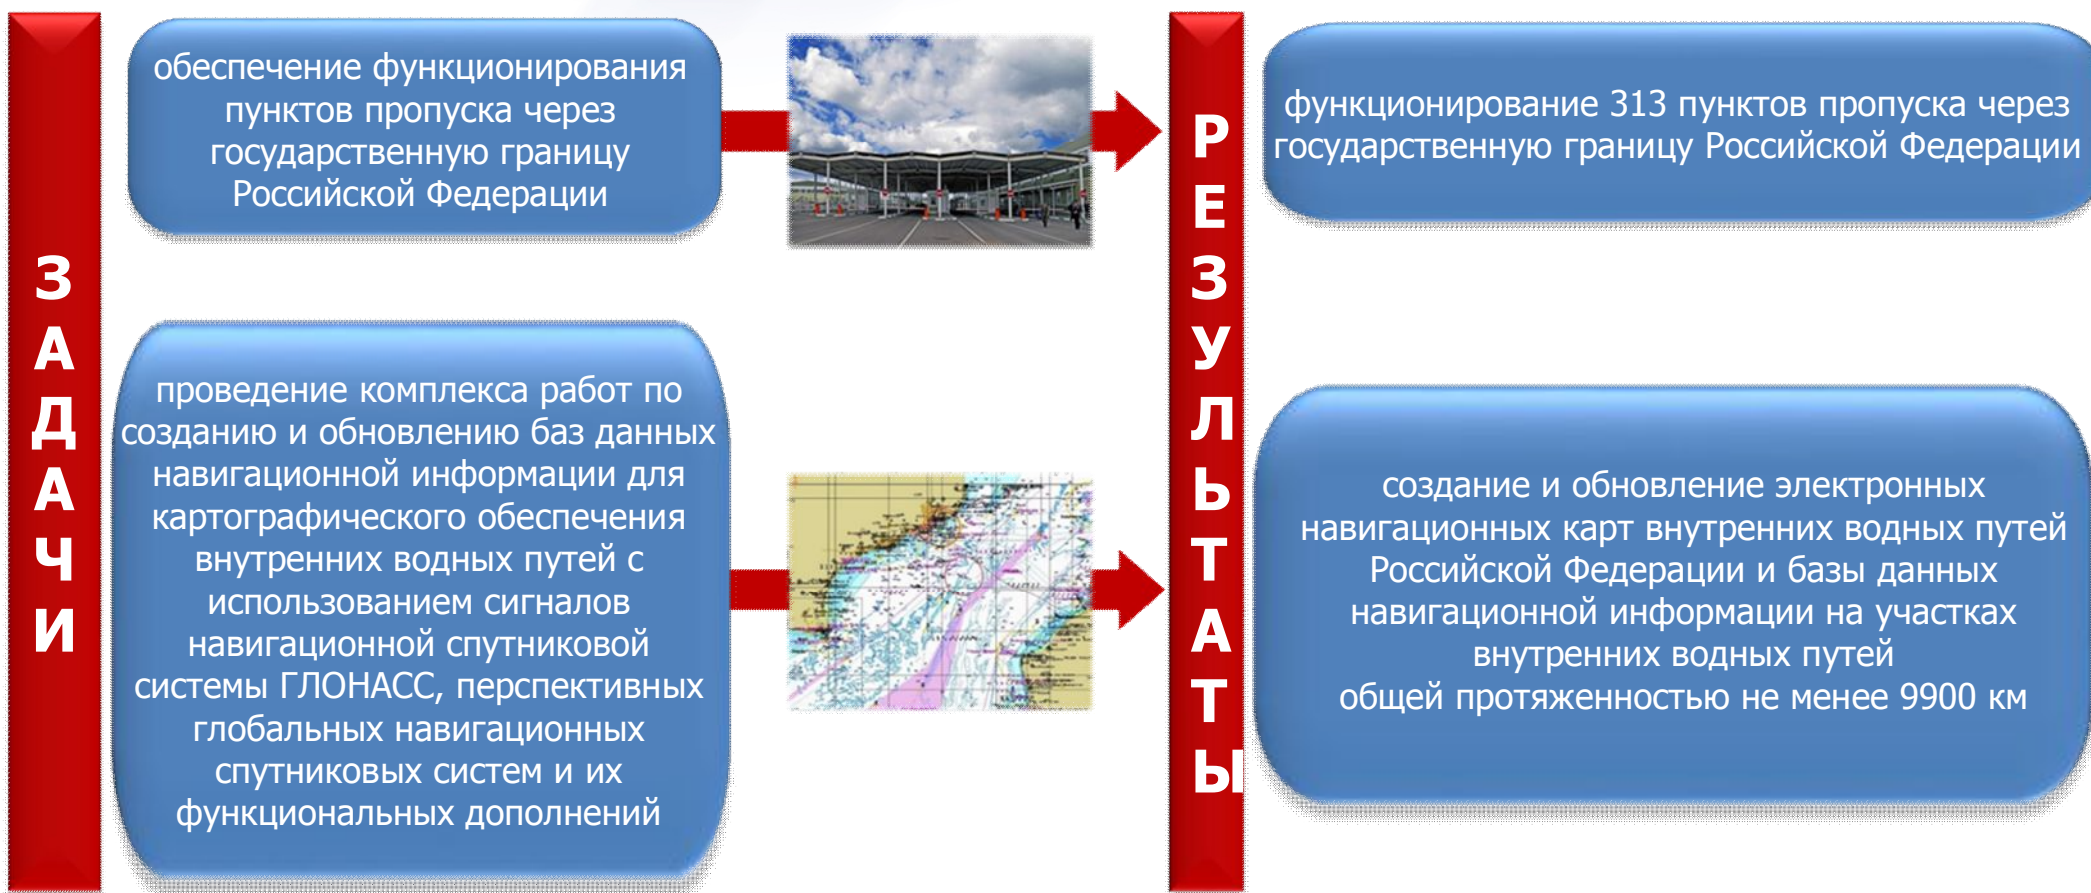 ЗАДАЧИ
обеспечение функционирования
пунктов пропуска через
государственную границу
Российской Федерации
проведение комплекса работ по
созданию и обновлению баз данных
навигационной информации для
картографического обеспечения
внутренних водных путей с
использованием сигналов
навигационной спутниковой
системы ГЛОНАСС, перспективных
глобальных навигационных
спутниковых систем и их
функциональных дополнений
РЕЗУЛЬТАТЫ
функционирование 313 пунктов пропуска через
государственную границу Российской Федерации
создание и обновление электронных
навигационных карт внутренних водных путей
Российской Федерации и базы данных
навигационной информации на участках
внутренних водных путей
общей протяженностью не менее 9900 км